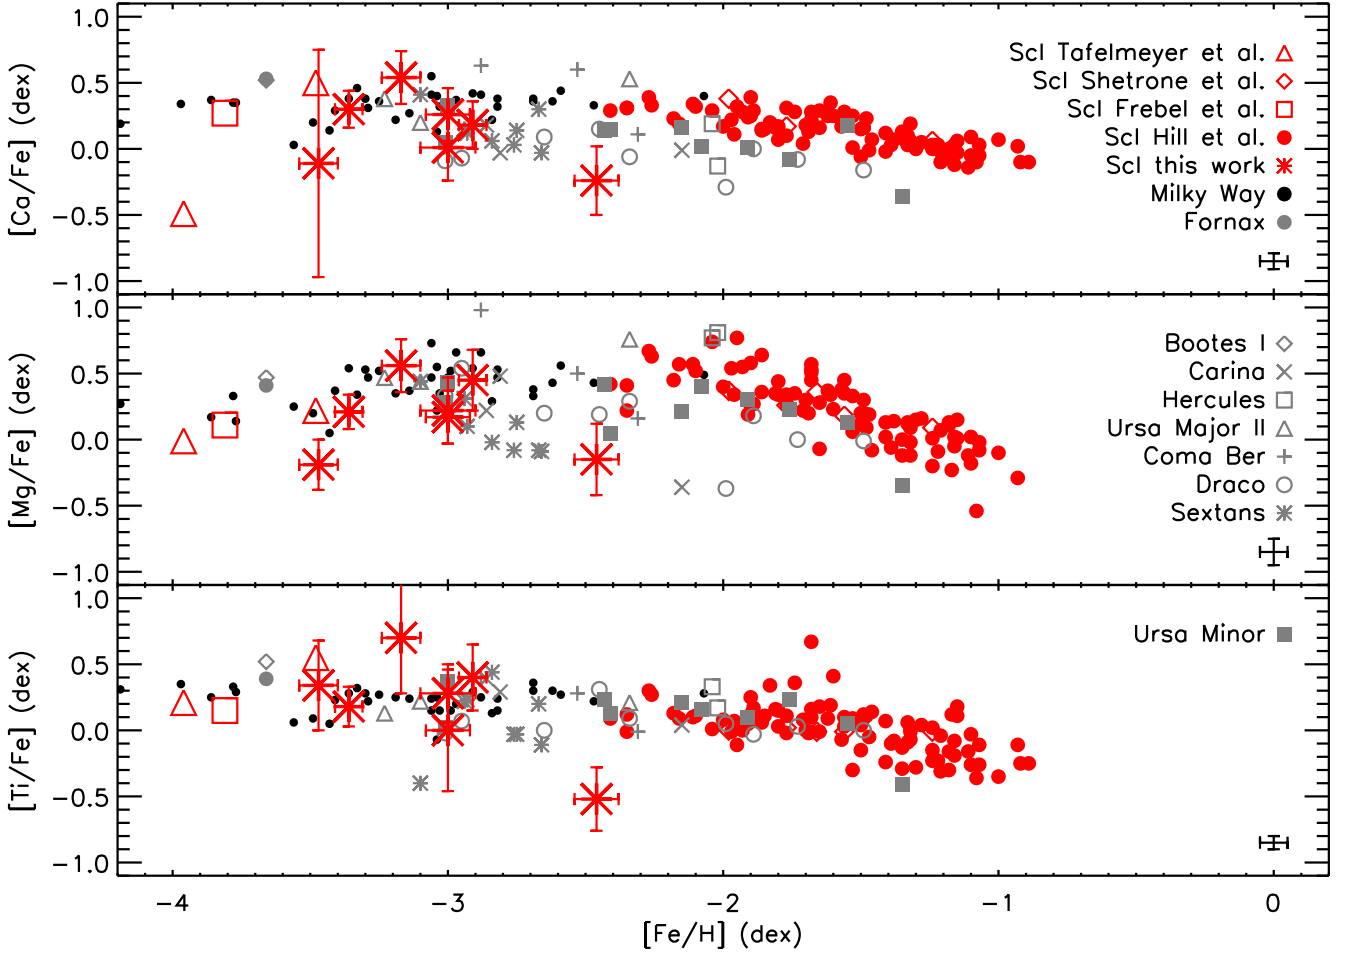 1.0
0.5
0.0
−0.5
−1.0
[Ca/Fe] (dex)
Scl Tafelmeyer et al.
Scl Shetrone et al.
Scl Frebel et al.
Scl Hill et al.
Scl this work
Milky Way
Fornax
1.0
0.5
0.0
−0.5
−1.0
[Mg/Fe] (dex)
Bootes I
Carina
Hercules
Ursa Major II
Coma Ber
Draco
Sextans
1.0
0.5
0.0
−0.5
−1.0
[Ti/Fe] (dex)
Ursa Minor
−4 −3 −2 −1 0
[Fe/H] (dex)